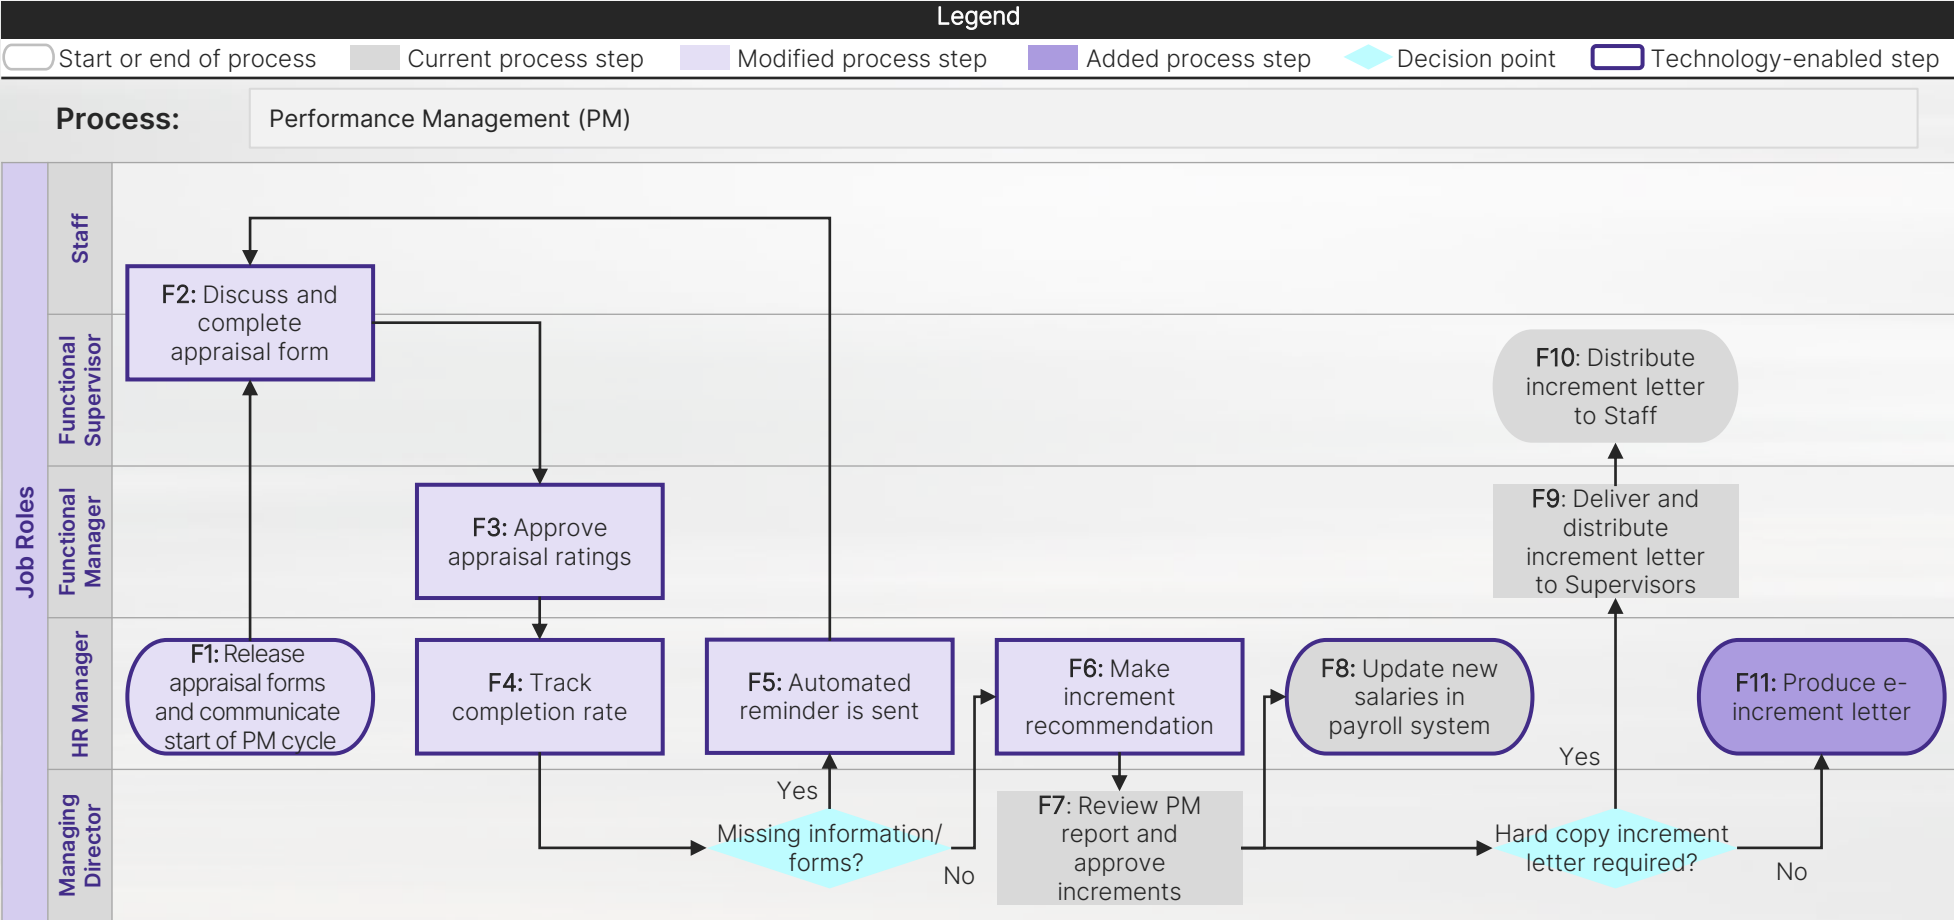 Legend
Start or end of process
Current process step
Modified process step
Added process step
Decision point
Technology-enabled step
Process:
Performance Management (PM)
Job Roles
Staff
Functional
Supervisor
Functional
Manager
HR Manager
Managing
Director
F1: Release
appraisal forms
and communicate
start of PM cycle
F2: Discuss and
complete
appraisal form
F3: Approve
appraisal ratings
F4: Track
completion rate
Missing information/
forms?
Yes
No
F5: Automated
reminder is sent
F6: Make
increment
recommendation
F7: Review PM
report and
approve
increments
F8: Update new
salaries in
payroll system
Hard copy increment
letter required?
Yes
No
F9: Deliver and
distribute
increment letter
to Supervisors
F10: Distribute
increment letter
to Staff
F11: Produce e-
increment letter